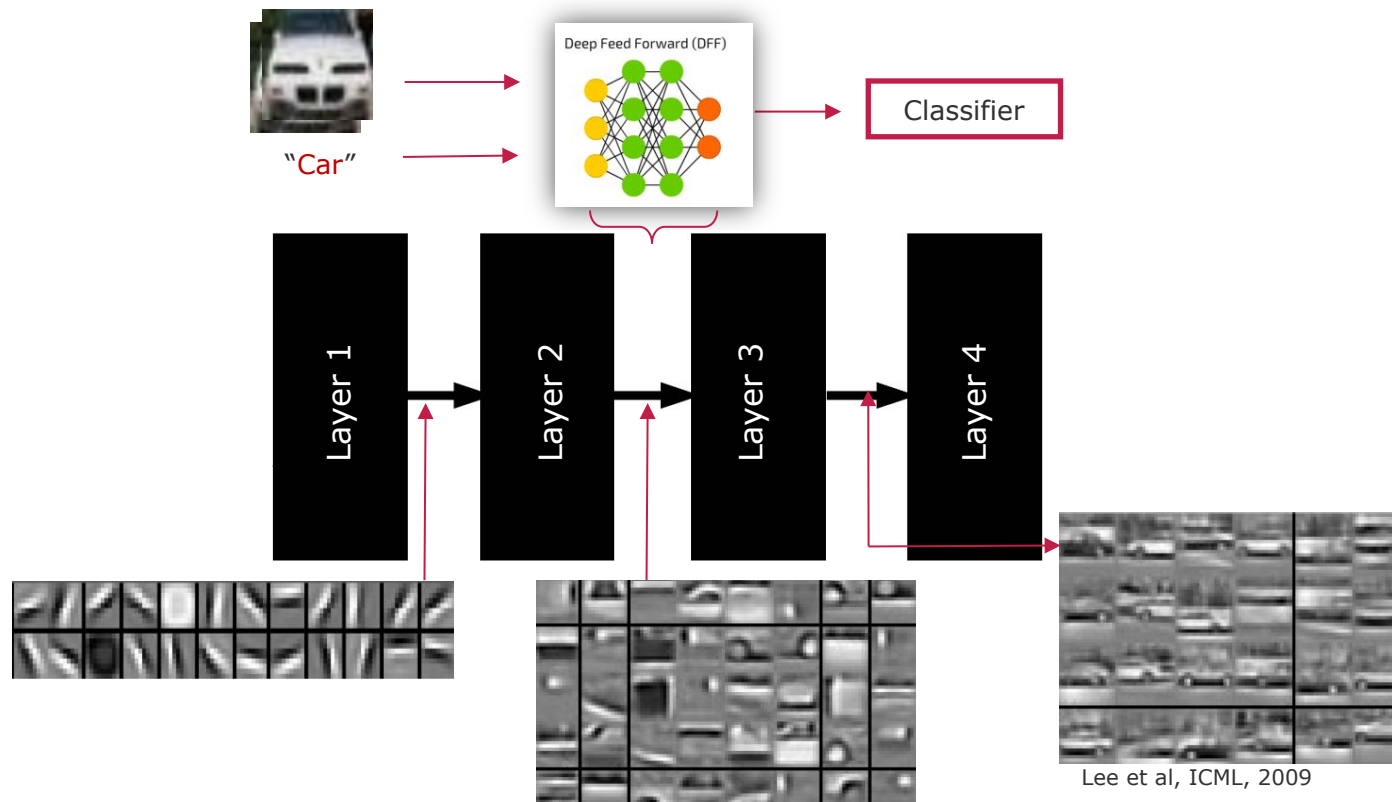 Deep Feed Forward (DFF)
Classifier
“Car”
Layer 1
Layer 2
Layer 3
Layer 4
Lee et al, ICML, 2009